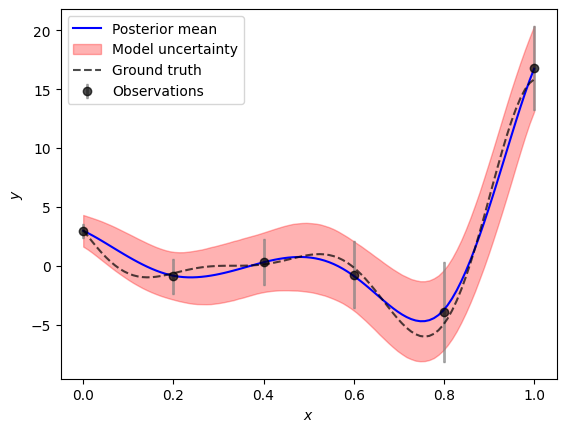 Posterior mean
Model uncertainty
Ground truth
Observations
20
15
10
5
0
−5
y
0.0 0.2 0.4 0.6 0.8 1.0
x